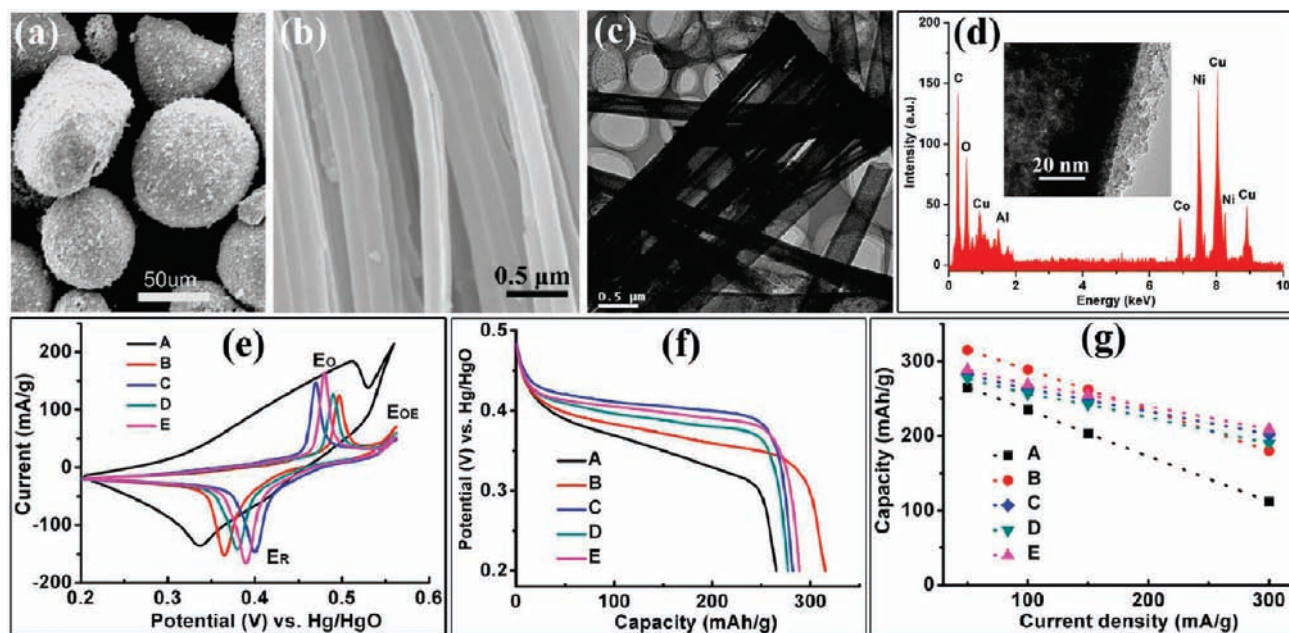 (a)
50um
(b)
0.5 μm
(c)
0.5 μm
(d)
200
150
100
50
0
Intensity (a.u.)
C
O
Cu
Al
Co
Ni
Cu
Ni
Cu
20 nm
0 2 4 6 8 10
Energy (keV)
(e)
A
B
C
D
E
EO
EOE
ER
200
100
0
-100
-200
Current (mA/g)
0.2 0.3 0.4 0.5 0.6
Potential (V) vs. Hg/HgO
(f)
0.5
0.4
0.3
0.2
Potential (V) vs. Hg/HgO
A
B
C
D
E
0 100 200 300
Capacity (mAh/g)
(g)
300
200
100
0
Capacity (mAh/g)
A
B
C
D
E
100 200 300
Current density (mA/g)